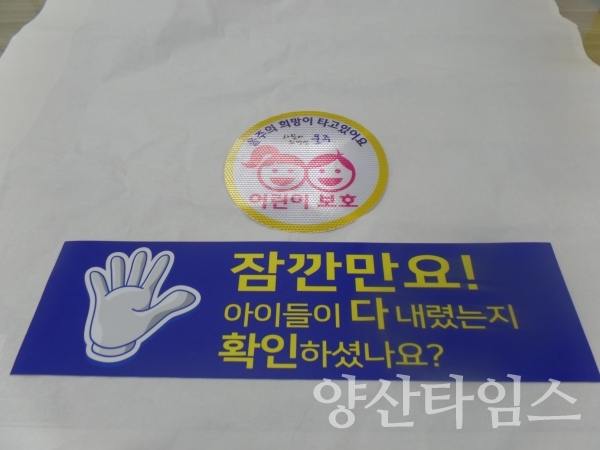 울주의 희망이 타고있어요
울주
어린이 보호
잠깐만요!
아이들이 다 내렸는지
확인하셨나요?
양산타임스